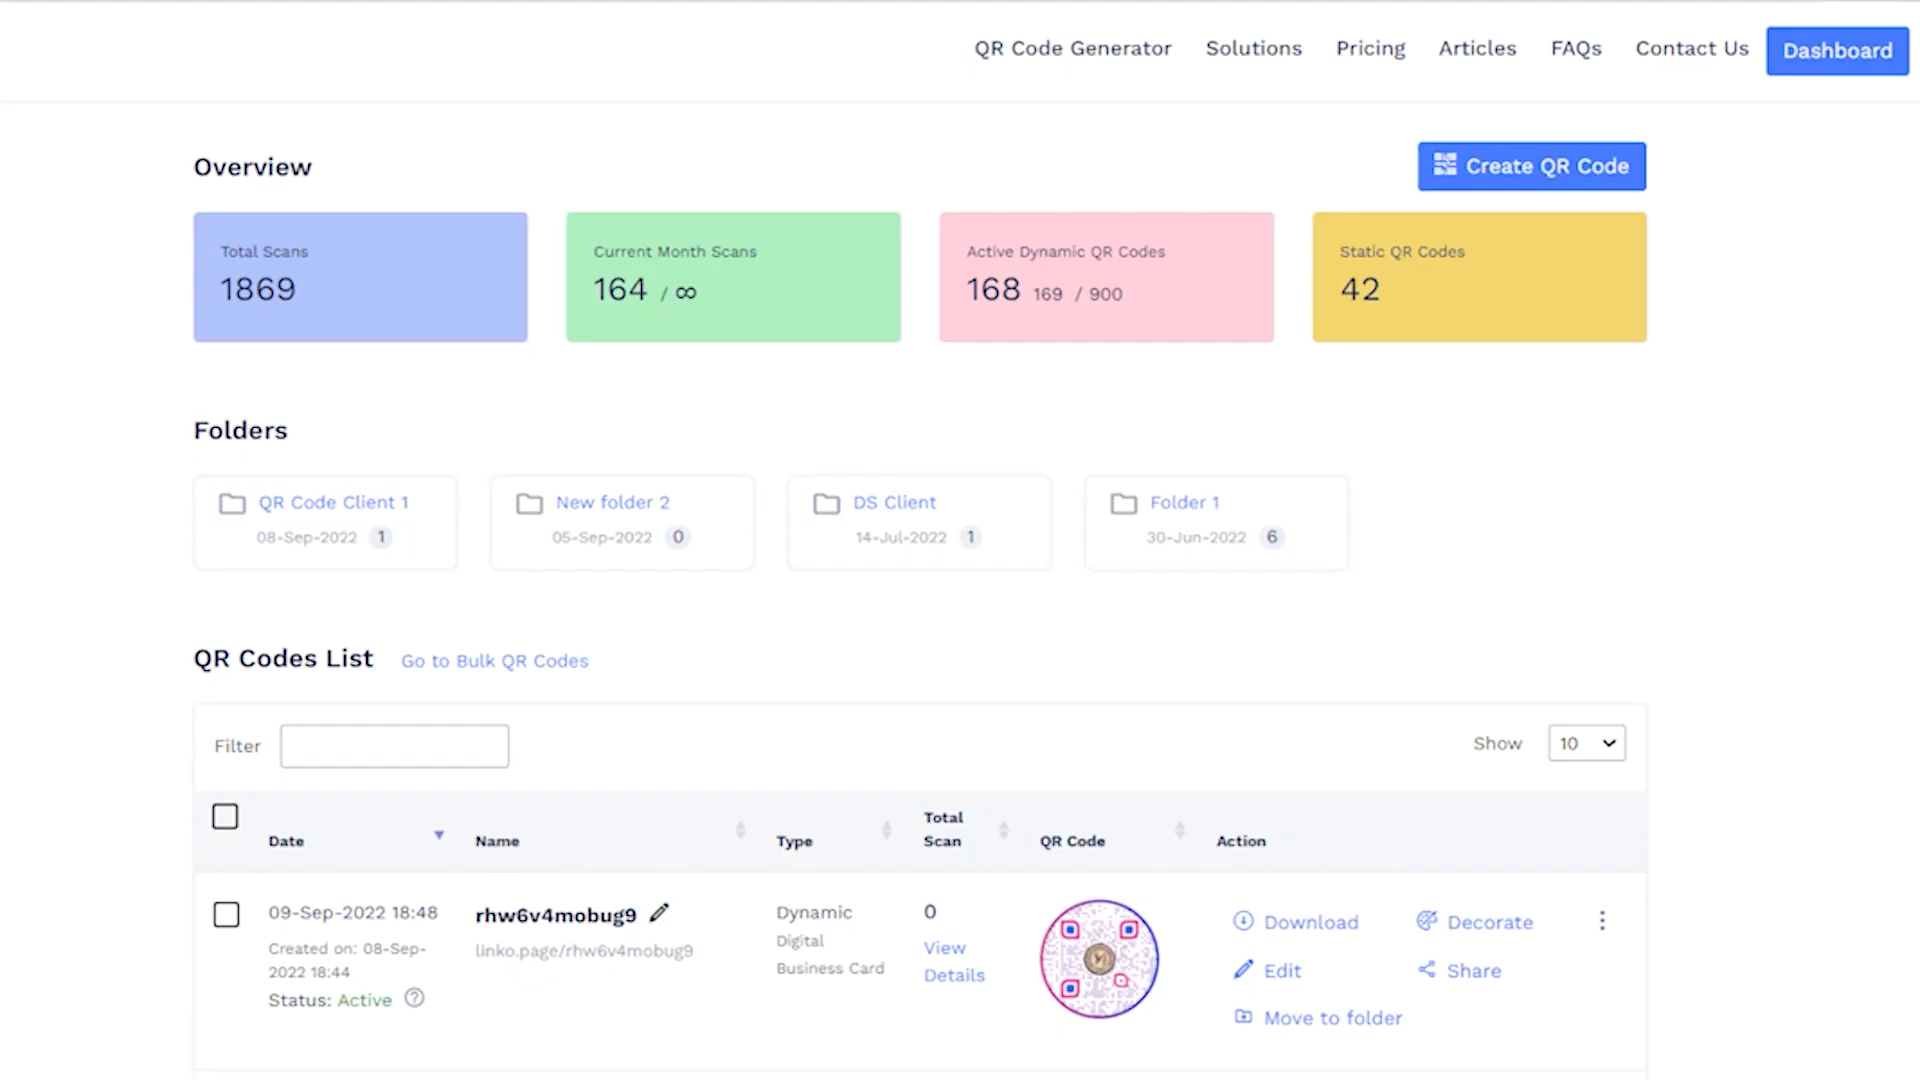 QR Code Generator Solutions Pricing Articles FAQs Contact Us Dashboard
Overview
Create QR Code
Total Scans
1869
Current Month Scans
164 / ∞
Active Dynamic QR Codes
168 169 / 900
Static QR Codes
42
Folders
QR Code Client 1
08-Sep-2022 1
New folder 2
05-Sep-2022 0
DS Client
14-Jul-2022 1
Folder 1
30-Jun-2022 6
QR Codes List Go to Bulk QR Codes
Filter
Show 10
Date Name Type Total Scan QR Code Action
09-Sep-2022 18:48
Created on: 08-Sep-
2022 18:44
Status: Active ?
rhw6v4mobug9
linko.page/rhw6v4mobug9
Dynamic
Digital
Business Card
0
View
Details
Download Decorate
Edit Share
Move to folder